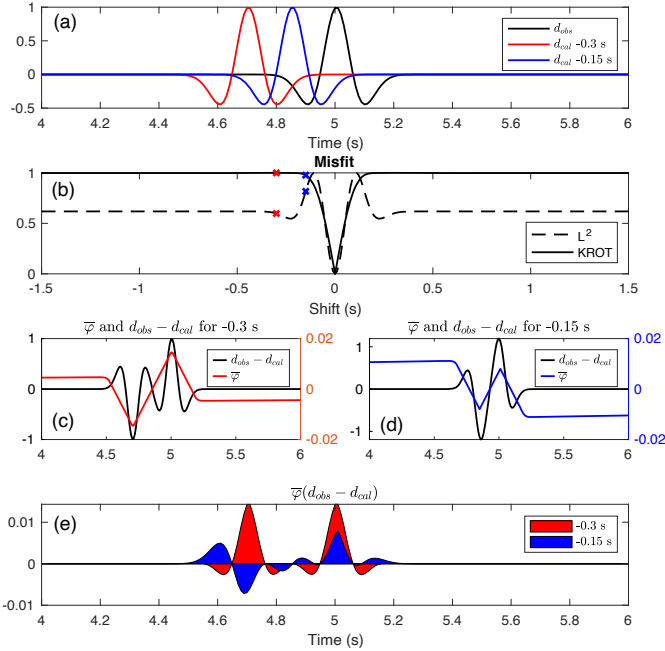 (a)
1
0.5
0
-0.5
d_obs
d_cal -0.3 s
d_cal -0.15 s
4 4.2 4.4 4.6 4.8 5 5.2 5.4 5.6 5.8 6
Time (s)
Misfit
(b)
1
0.5
0
L²
KROT
-1.5 -1 -0.5 0 0.5 1 1.5
Shift (s)
φ̅ and d_obs − d_cal for -0.3 s
1
0
-1
d_obs − d_cal
φ̅
0.02
0
-0.02
(c)
4 4.5 5 5.5 6
φ̅ and d_obs − d_cal for -0.15 s
1
0
-1
d_obs − d_cal
φ̅
0.02
0
-0.02
(d)
4 4.5 5 5.5 6
φ̅(d_obs − d_cal)
(e)
0.01
0
-0.01
-0.3 s
-0.15 s
4 4.2 4.4 4.6 4.8 5 5.2 5.4 5.6 5.8 6
Time (s)